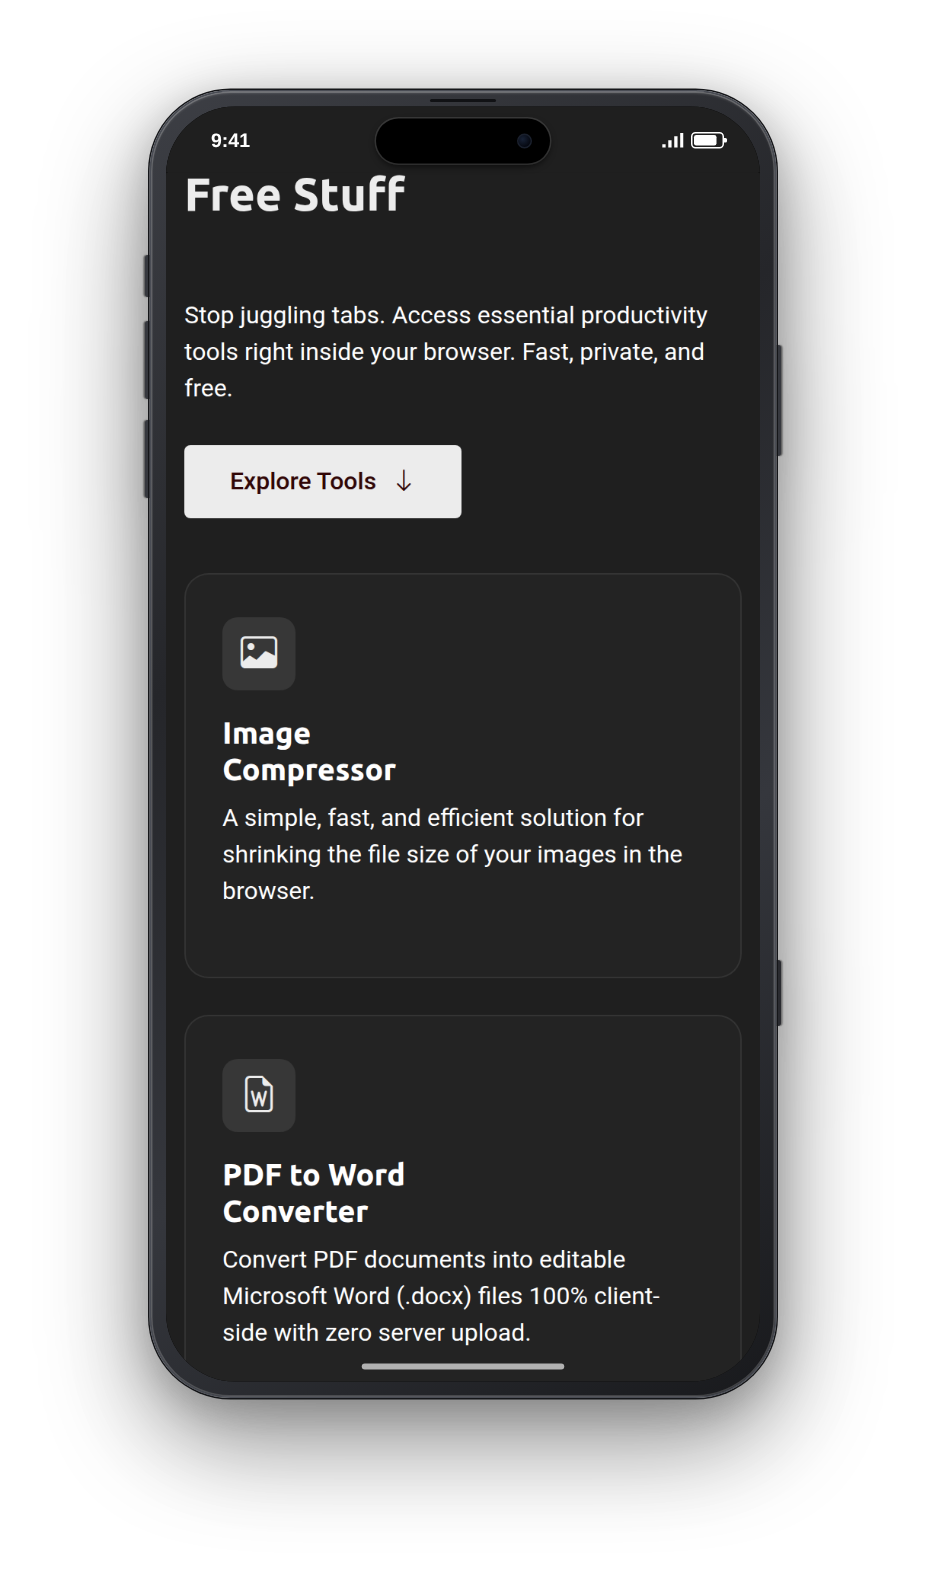 9:41
Free Stuff
Stop juggling tabs. Access essential productivity
tools right inside your browser. Fast, private, and
free.
Explore Tools ↓
Image
Compressor
A simple, fast, and efficient solution for
shrinking the file size of your images in the
browser.
W
PDF to Word
Converter
Convert PDF documents into editable
Microsoft Word (.docx) files 100% client-
side with zero server upload.